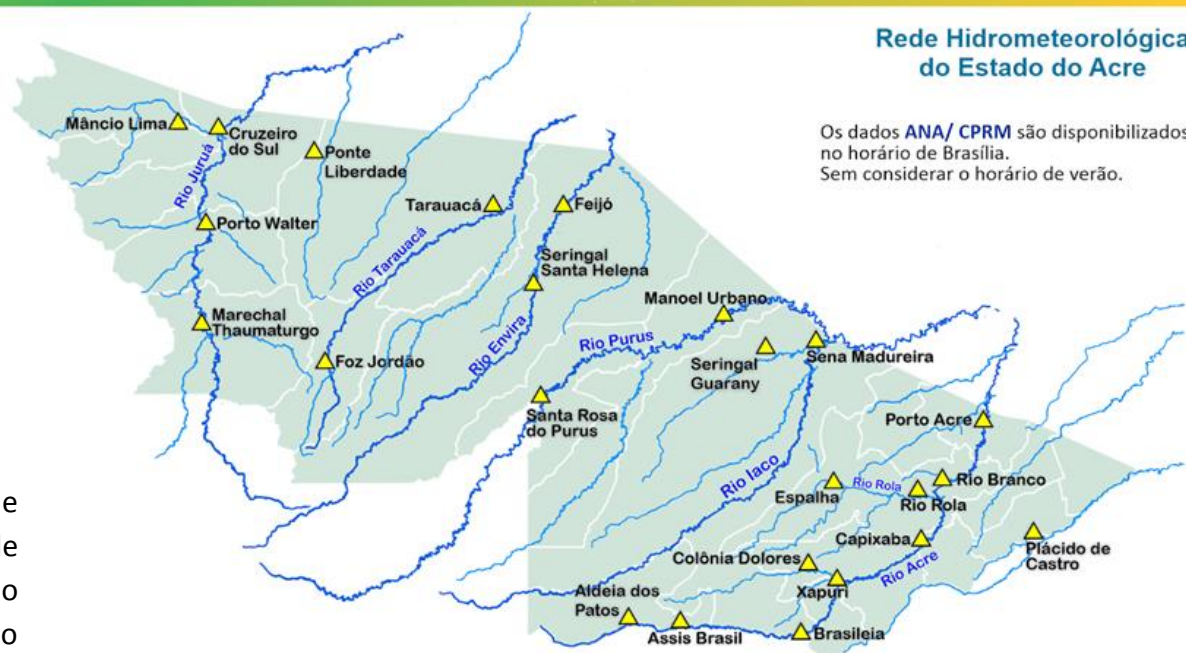 Rede Hidrometeorológica
do Estado do Acre
Os dados ANA/ CPRM são disponibilizados
no horário de Brasília.
Sem considerar o horário de verão.
Mâncio Lima
Cruzeiro
do Sul
Ponte
Liberdade
Rio Juruá
Porto Walter
Tarauacá
Feijó
Rio Tarauacá
Seringal
Santa Helena
Marechal
Thaumaturgo
Foz Jordão
Rio Envira
Manoel Urbano
Rio Purus
Seringal
Guarany
Sena Madureira
Santa Rosa
do Purus
Porto Acre
Rio Iaco
Espalha
Rio Rola
Rio Rola
Rio Branco
Capixaba
Plácido de
Castro
Colônia Dolores
Rio Acre
Xapuri
Aldeia dos
Patos
Assis Brasil
Brasileia
e
le
o
o